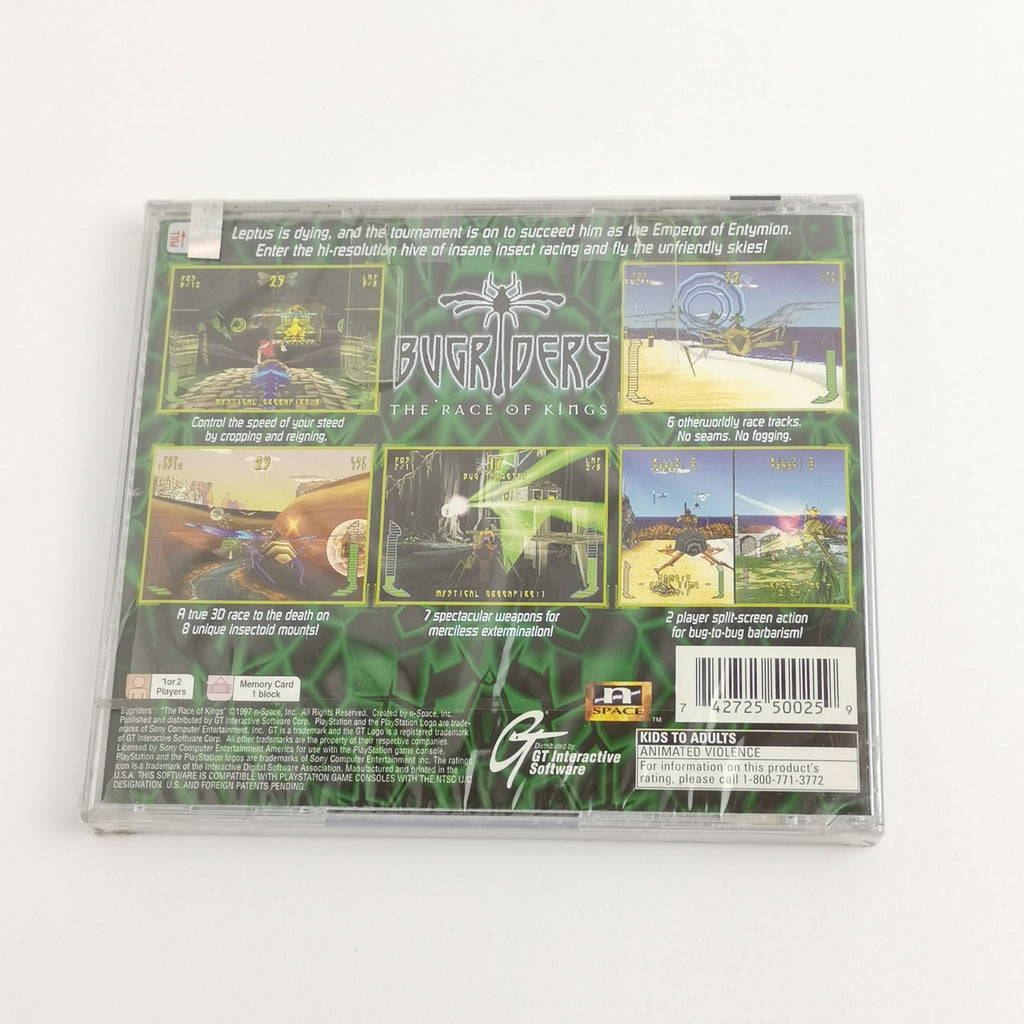 PULL
Leptus is dying, and the tournament is on to succeed him as the Emperor of Entymion.
Enter the hi-resolution hive of insane insect racing and fly the unfriendly skies!
29
MYSTICAL GREENFIRE:3
BUGRIDERS™
THE RACE OF KINGS
32
Control the speed of your steed
by cropping and reigning.
6 otherworldly race tracks.
No seams. No fogging.
29
17
MYSTICAL GREENFIRE:1
A true 3D race to the death on
8 unique insectoid mounts!
7 spectacular weapons for
merciless extermination!
2 player split-screen action
for bug-to-bug barbarism!
1 or 2
Players
Memory Card
1 block
n
SPACE
™
7 42725 50025 9
Bugriders™ "The Race of Kings" ©1997 n-Space, Inc. All Rights Reserved. Created by n-Space, Inc.
Published and distributed by GT Interactive Software Corp. PlayStation and the PlayStation Logo are trade-
marks of Sony Computer Entertainment, Inc. GT is a trademark and the GT Logo is a registered trademark
of GT Interactive Software Corp. All other trademarks are the property of their respective companies.
Licensed by Sony Computer Entertainment America for use with the PlayStation game console.
PlayStation and the PlayStation logos are trademarks of Sony Computer Entertainment Inc. The ratings
icon is a trademark of the Interactive Digital Software Association. Manufactured and printed in the
U.S.A. THIS SOFTWARE IS COMPATIBLE WITH PLAYSTATION GAME CONSOLES WITH THE NTSC U/C
DESIGNATION. U.S. AND FOREIGN PATENTS PENDING.
GT
Distributed by
GT Interactive
Software
KIDS TO ADULTS
ANIMATED VIOLENCE
For information on this product's
rating, please call 1-800-771-3772